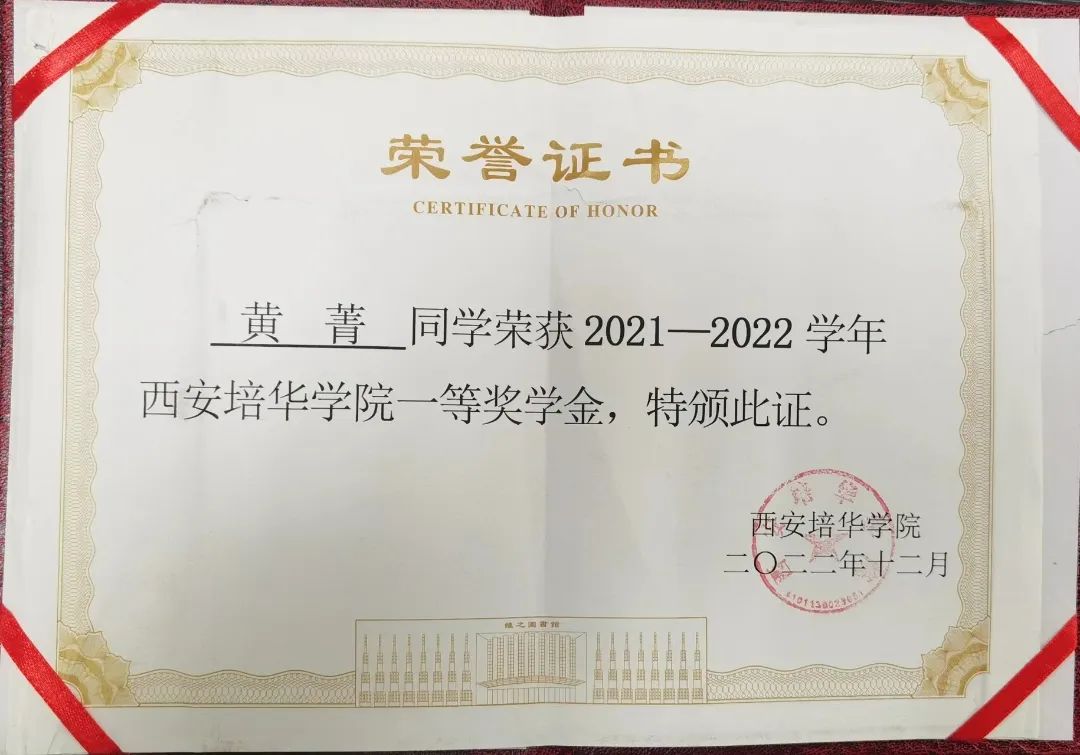 荣誉证书
CERTIFICATE OF HONOR
黄 菁 同学荣获 2021—2022 学年
西安培华学院一等奖学金，特颁此证。
西安培华学院
二〇二二年十二月